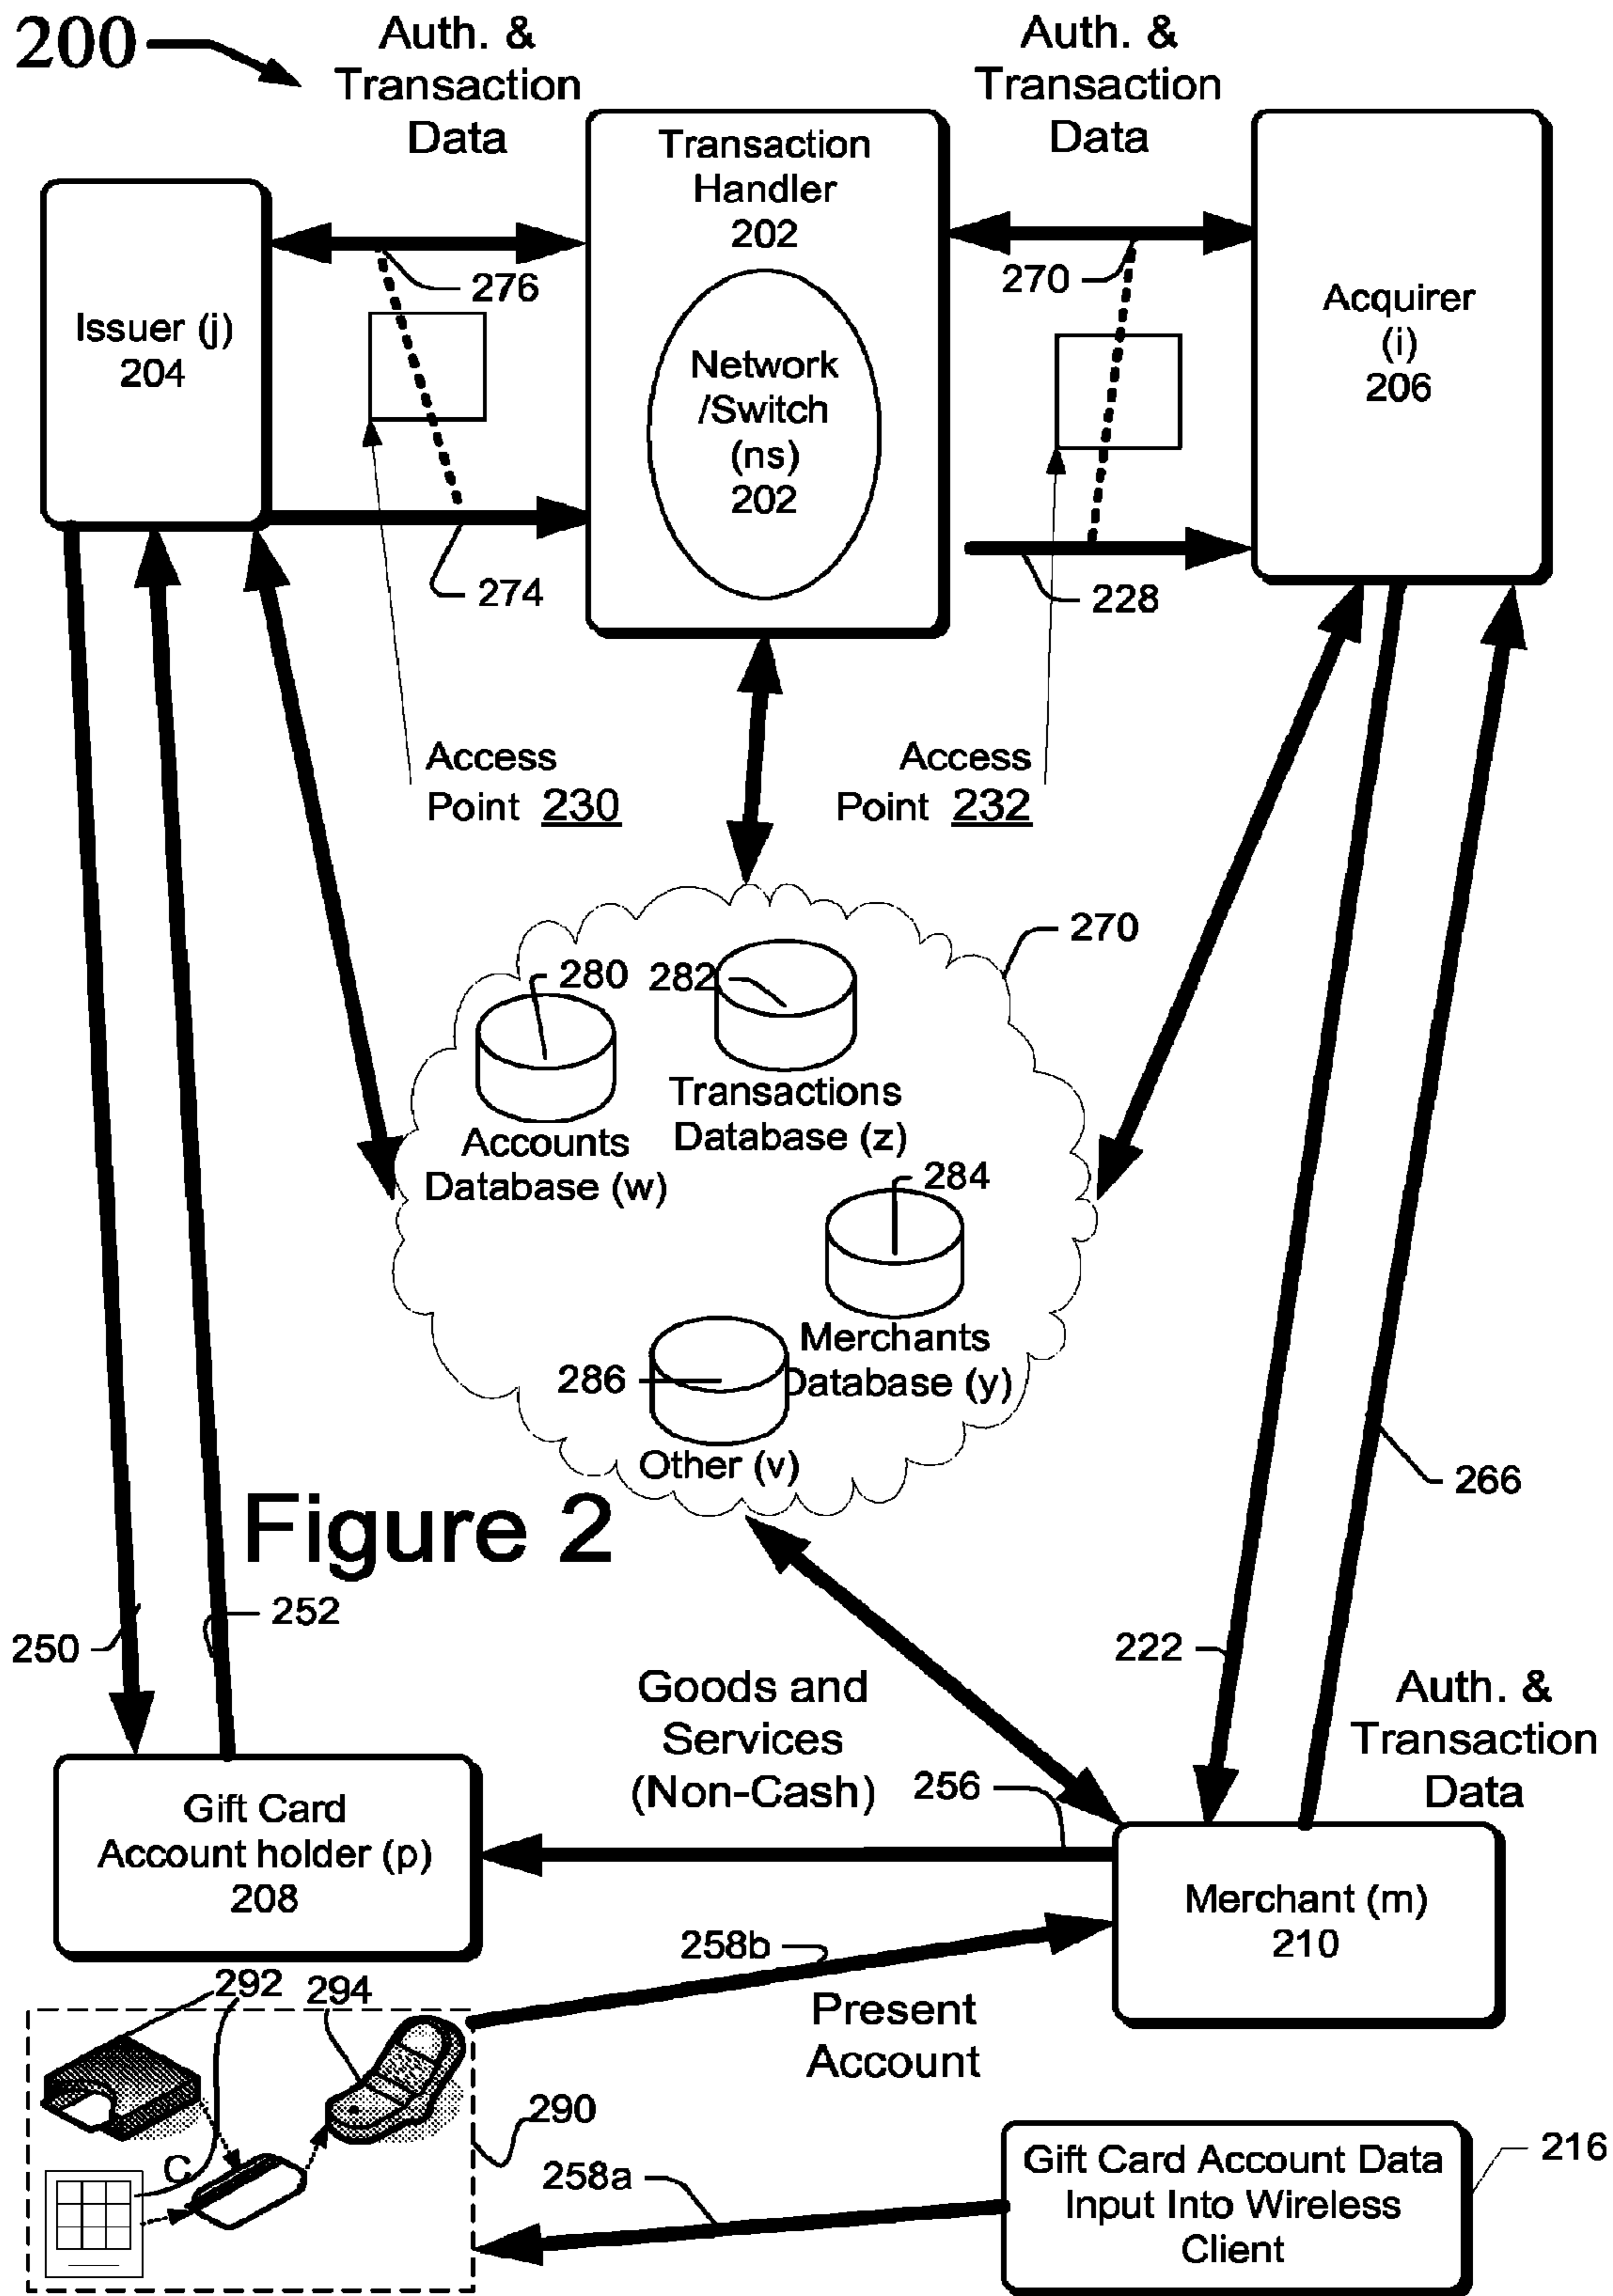 200
Auth. &
Transaction
Data
Auth. &
Transaction
Data
Transaction
Handler
202
Network
/Switch
(ns)
202
Issuer (j)
204
Acquirer
(i)
206
276
270
274
228
Access
Point 230
Access
Point 232
270
280
282
Transactions
Database (z)
Accounts
Database (w)
284
Merchants
Database (y)
286
Other (v)
266
Figure 2
252
250
222
Goods and
Services
(Non-Cash)
256
Auth. &
Transaction
Data
Gift Card
Account holder (p)
208
Merchant (m)
210
258b
Present
Account
292
294
290
C
258a
Gift Card Account Data
Input Into Wireless
Client
216